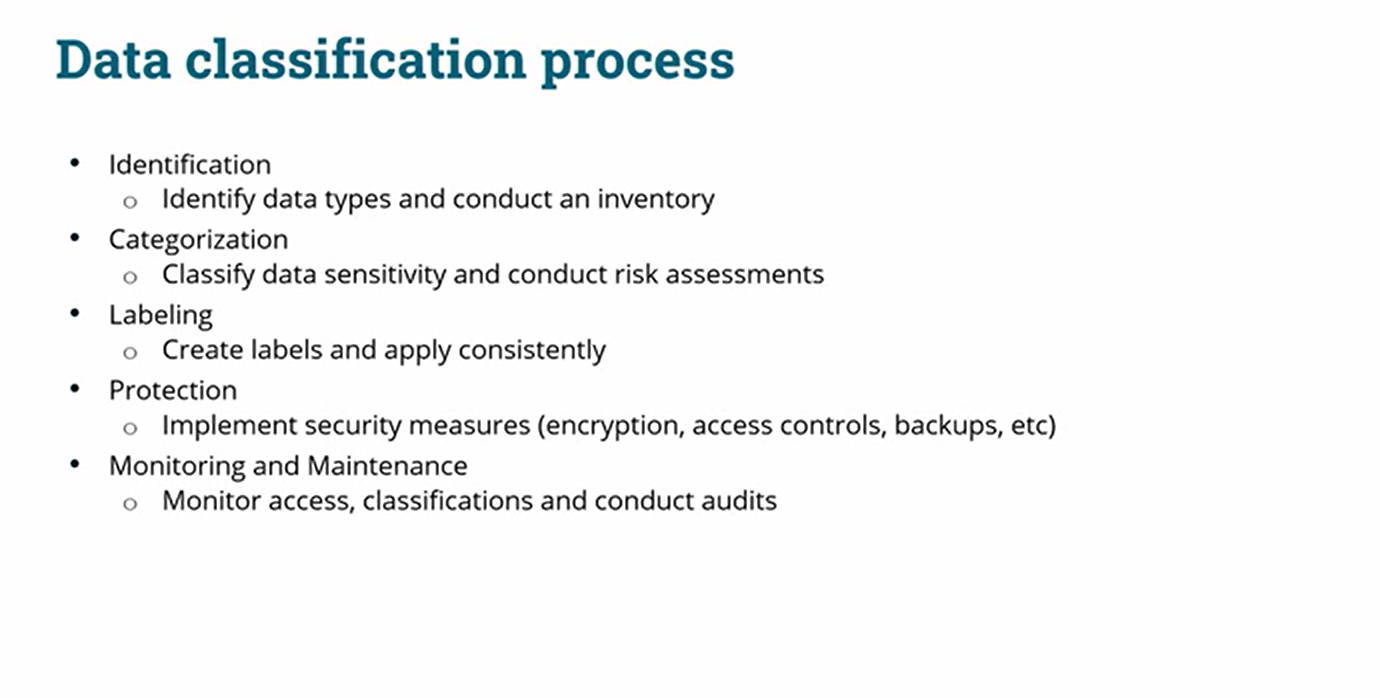 Data classification process
• Identification
o Identify data types and conduct an inventory
• Categorization
o Classify data sensitivity and conduct risk assessments
• Labeling
o Create labels and apply consistently
• Protection
o Implement security measures (encryption, access controls, backups, etc)
• Monitoring and Maintenance
o Monitor access, classifications and conduct audits